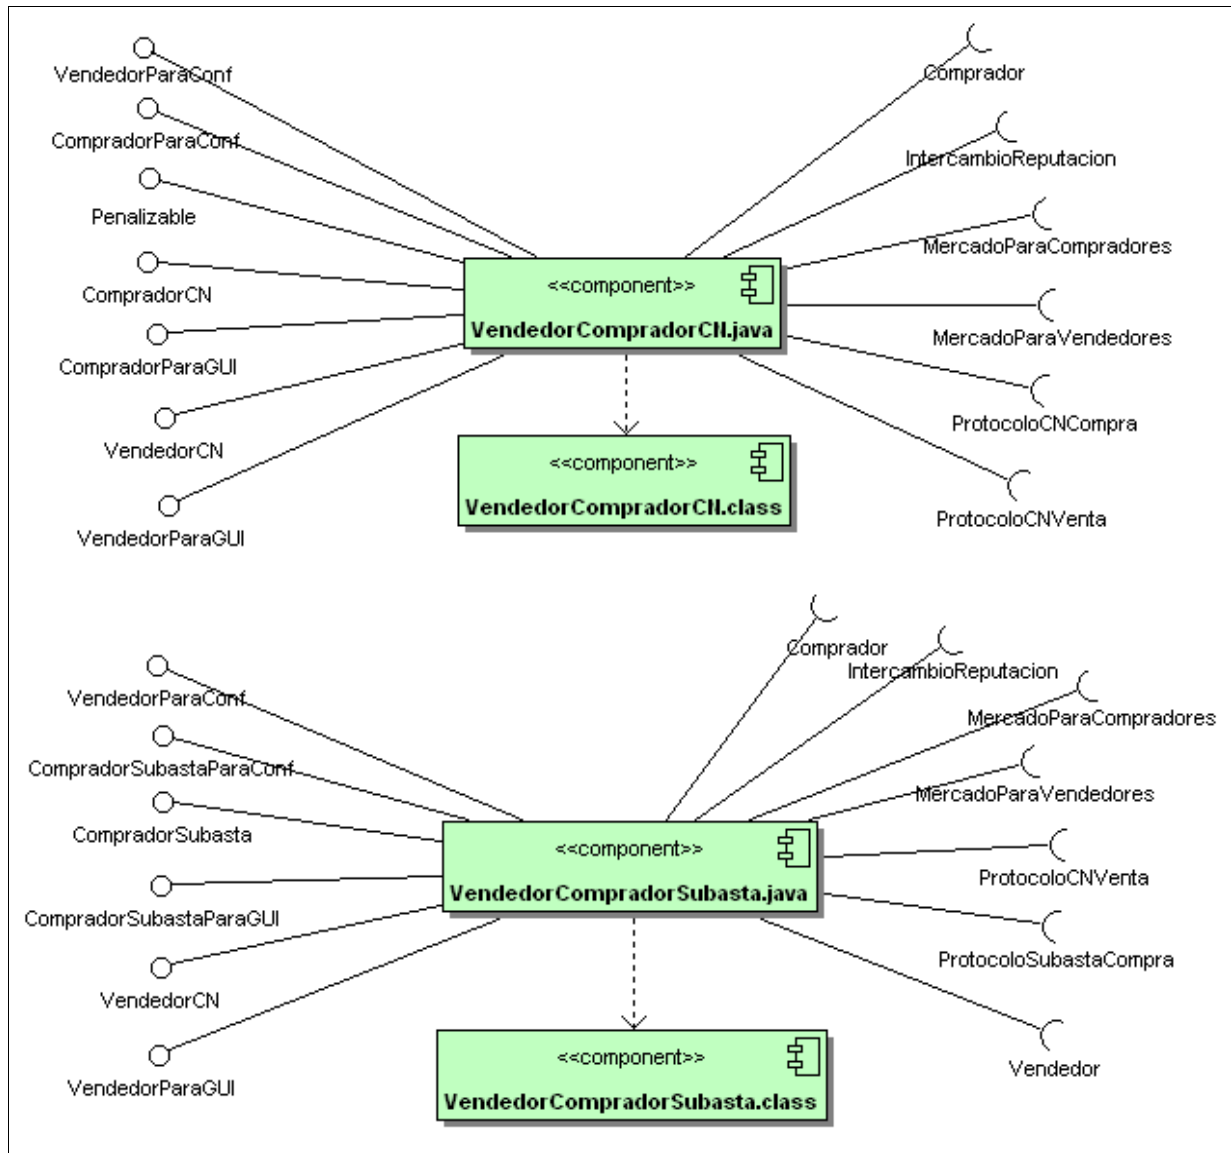 VendedorParaConf
CompradorParaConf
Penalizable
CompradorCN
CompradorParaGUI
VendedorCN
VendedorParaGUI
Comprador
IntercambioReputacion
MercadoParaCompradores
MercadoParaVendedores
ProtocoloCNCompra
ProtocoloCNVenta
<<component>>
VendedorCompradorCN.java
<<component>>
VendedorCompradorCN.class
VendedorParaConf
CompradorSubastaParaConf
CompradorSubasta
CompradorSubastaParaGUI
VendedorCN
VendedorParaGUI
Comprador
IntercambioReputacion
MercadoParaCompradores
MercadoParaVendedores
ProtocoloCNVenta
ProtocoloSubastaCompra
Vendedor
<<component>>
VendedorCompradorSubasta.java
<<component>>
VendedorCompradorSubasta.class